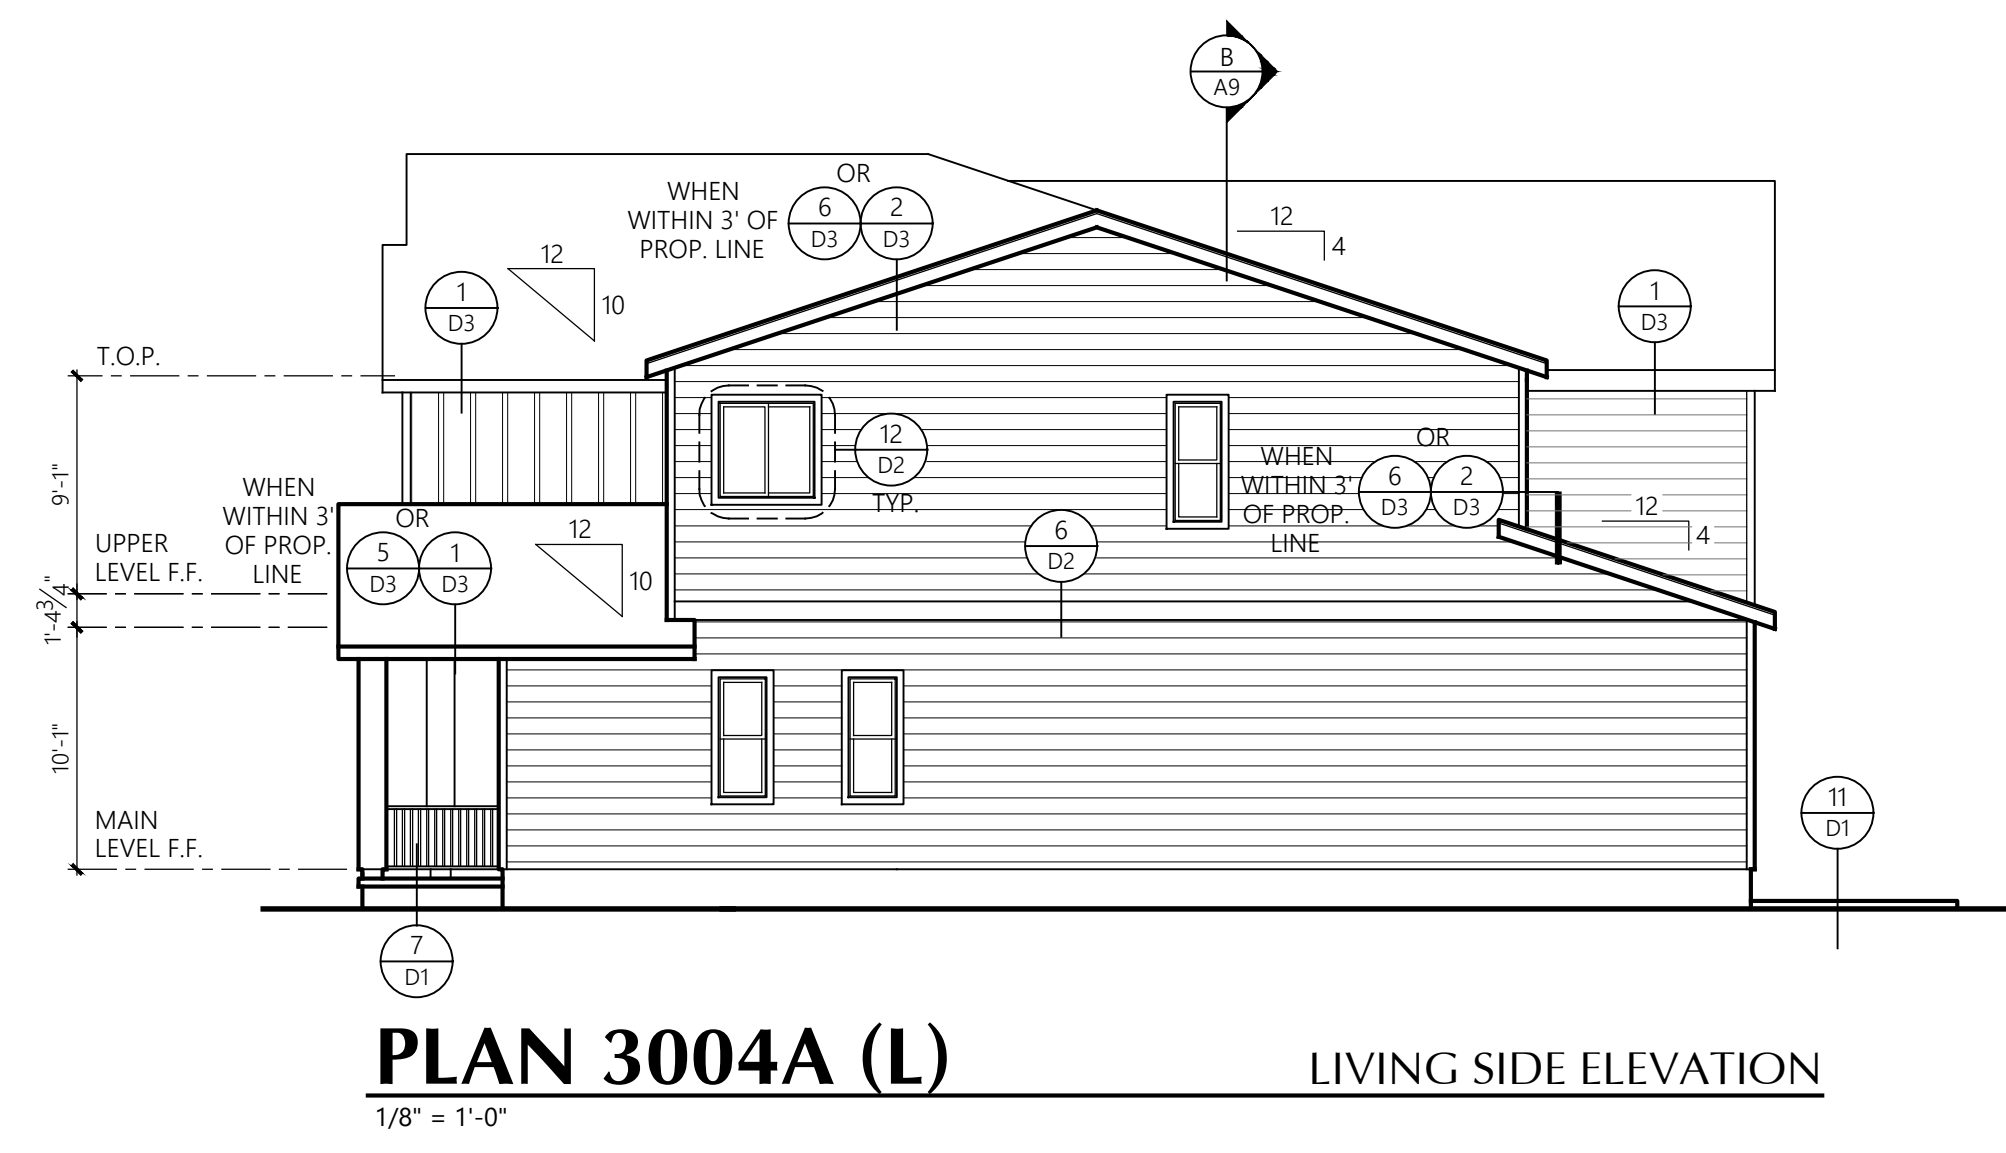 B
A9
OR
WHEN
WITHIN 3' OF
PROP. LINE
6
D3
2
D3
12
4
12
10
1
D3
1
D3
T.O.P.
9'-1"
WHEN
WITHIN 3'
OF PROP.
LINE
OR
5
D3
1
D3
12
10
12
D2
TYP.
6
D2
OR
WHEN
WITHIN 3'
OF PROP.
LINE
6
D3
2
D3
12
4
UPPER
LEVEL F.F.
1'-4¾"
10'-1"
MAIN
LEVEL F.F.
11
D1
7
D1
PLAN 3004A (L)
LIVING SIDE ELEVATION
1/8" = 1'-0"